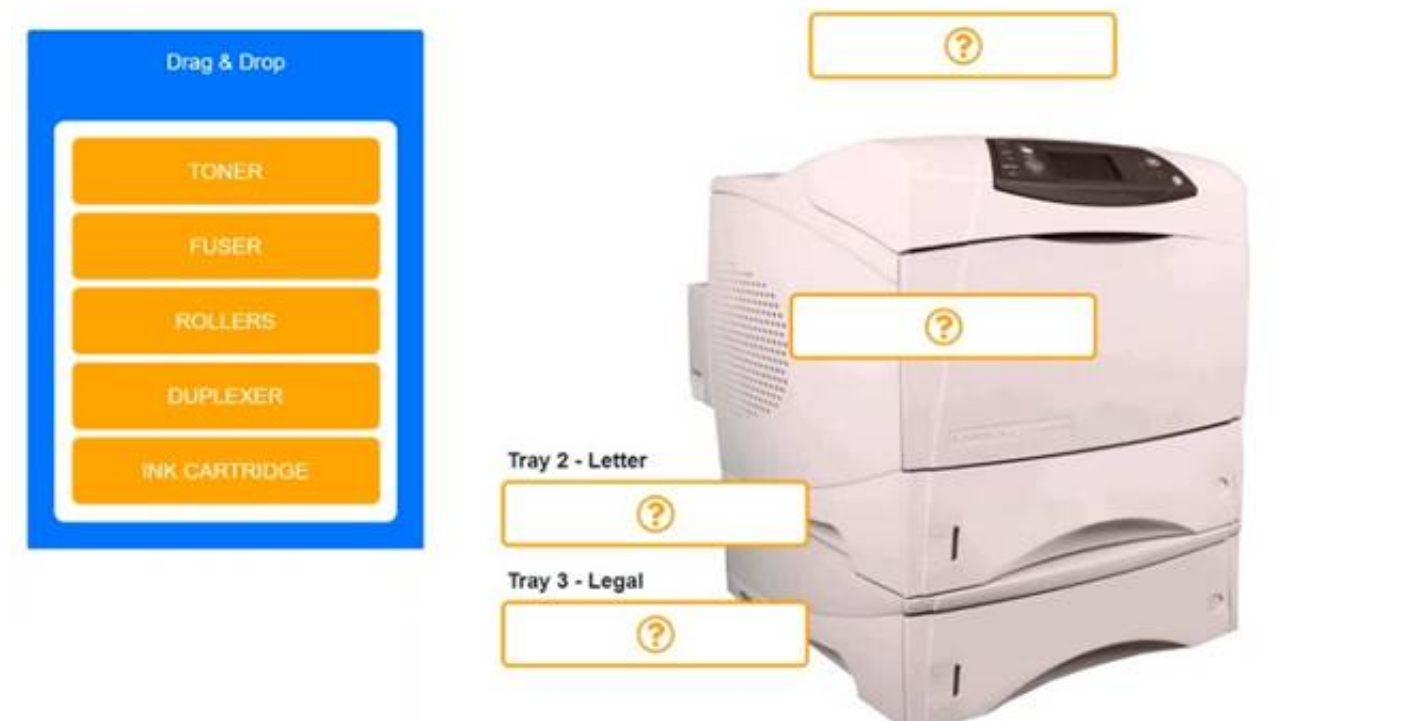 Drag & Drop
TONER
FUSER
ROLLERS
DUPLEXER
INK CARTRIDGE
?
?
Tray 2 - Letter
?
Tray 3 - Legal
?